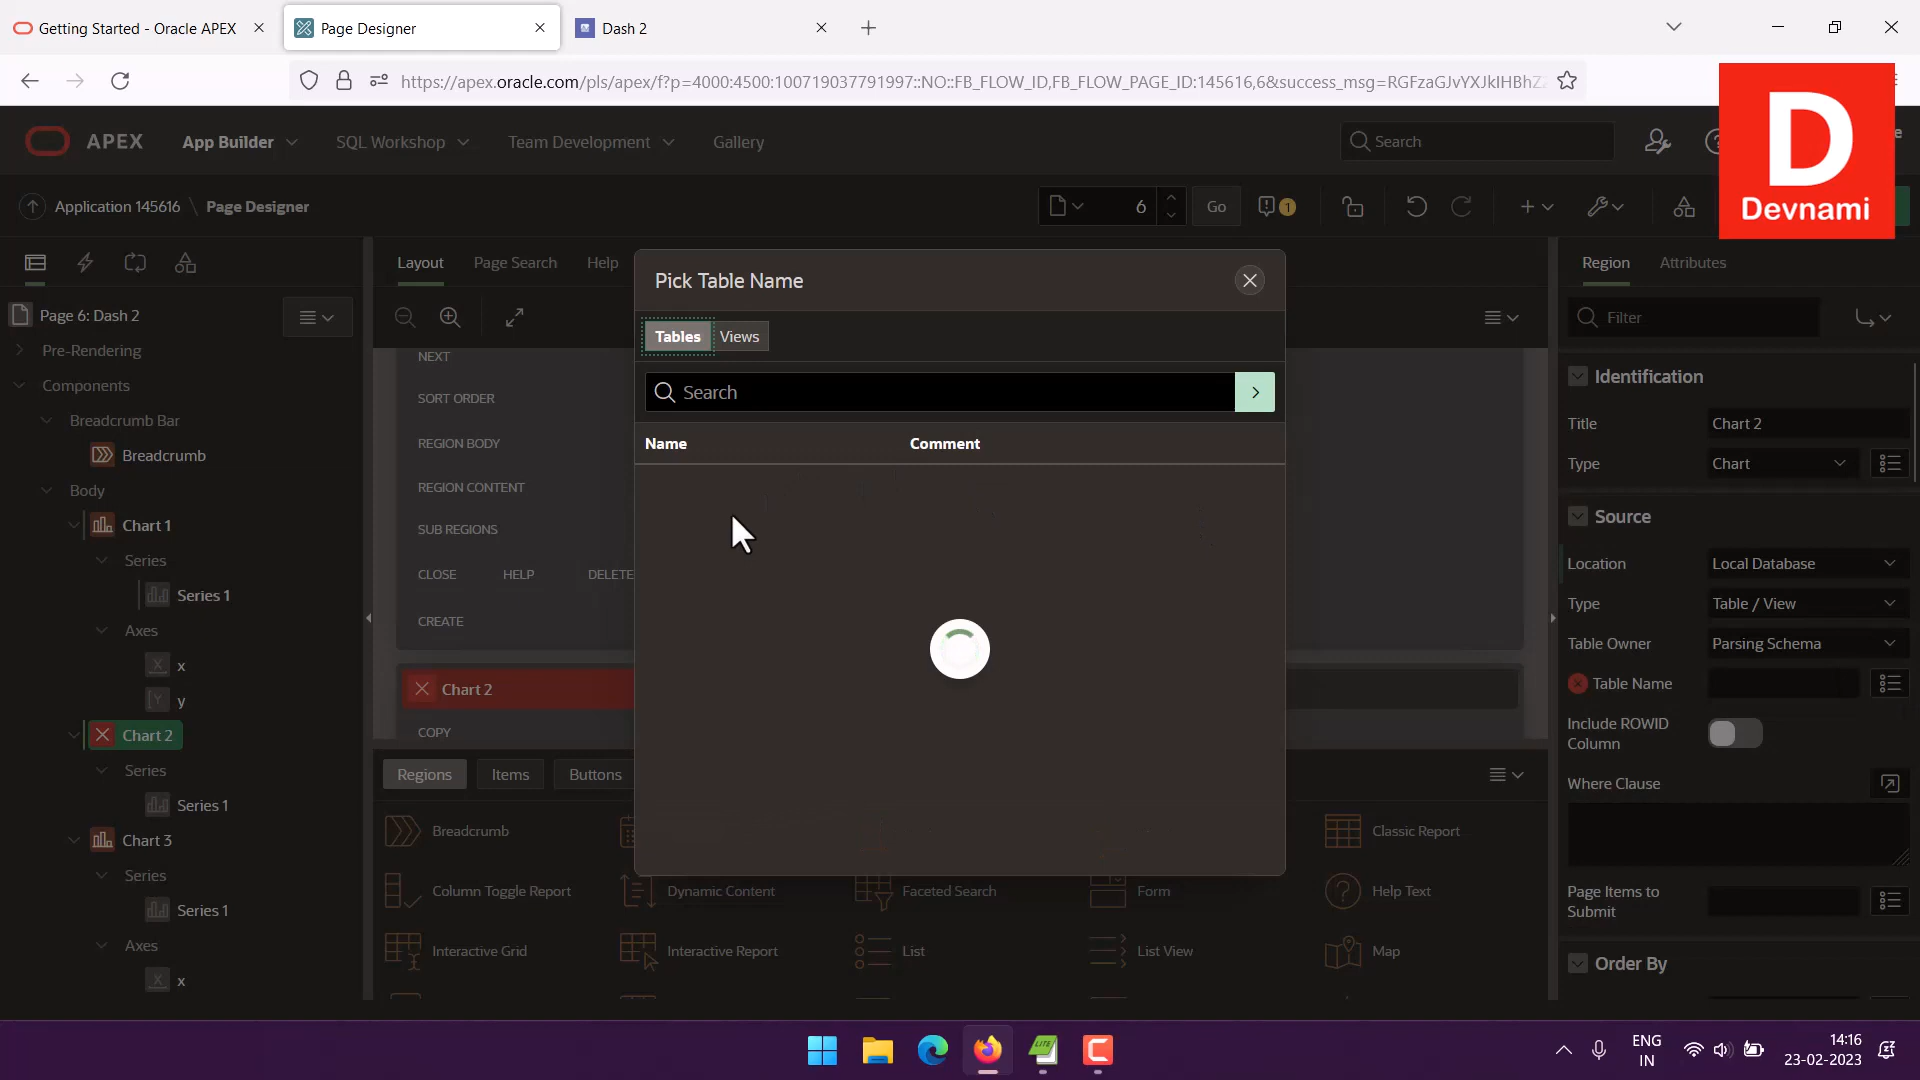 Getting Started - Oracle APEX
Page Designer
Dash 2
https://apex.oracle.com/pls/apex/f?p=4000:4500:100719037791997::NO::FB_FLOW_ID,FB_FLOW_PAGE_ID:145616,6&success_msg=RGFzaGJvYXJkIHBhZ2
D
Devnami
APEX
App Builder
SQL Workshop
Team Development
Gallery
Search
Application 145616 \ Page Designer
6
Go
1
Layout
Page Search
Help
Region
Attributes
Page 6: Dash 2
Pre-Rendering
Components
Breadcrumb Bar
Breadcrumb
Body
Chart 1
Series
Series 1
Axes
x
y
Chart 2
Series
Series 1
Chart 3
Series
Series 1
Axes
x
NEXT
SORT ORDER
REGION BODY
REGION CONTENT
SUB REGIONS
CLOSE
HELP
DELETE
CREATE
Chart 2
COPY
Regions
Items
Buttons
Breadcrumb
Classic Report
Column Toggle Report
Dynamic Content
Faceted Search
Form
Help Text
Interactive Grid
Interactive Report
List
List View
Map
Pick Table Name
Tables
Views
Search
Name
Comment
Filter
Identification
Title
Chart 2
Type
Chart
Source
Location
Local Database
Type
Table / View
Table Owner
Parsing Schema
Table Name
Include ROWID
Column
Where Clause
Page Items to
Submit
Order By
LITE
C
ENG
IN
14:16
23-02-2023